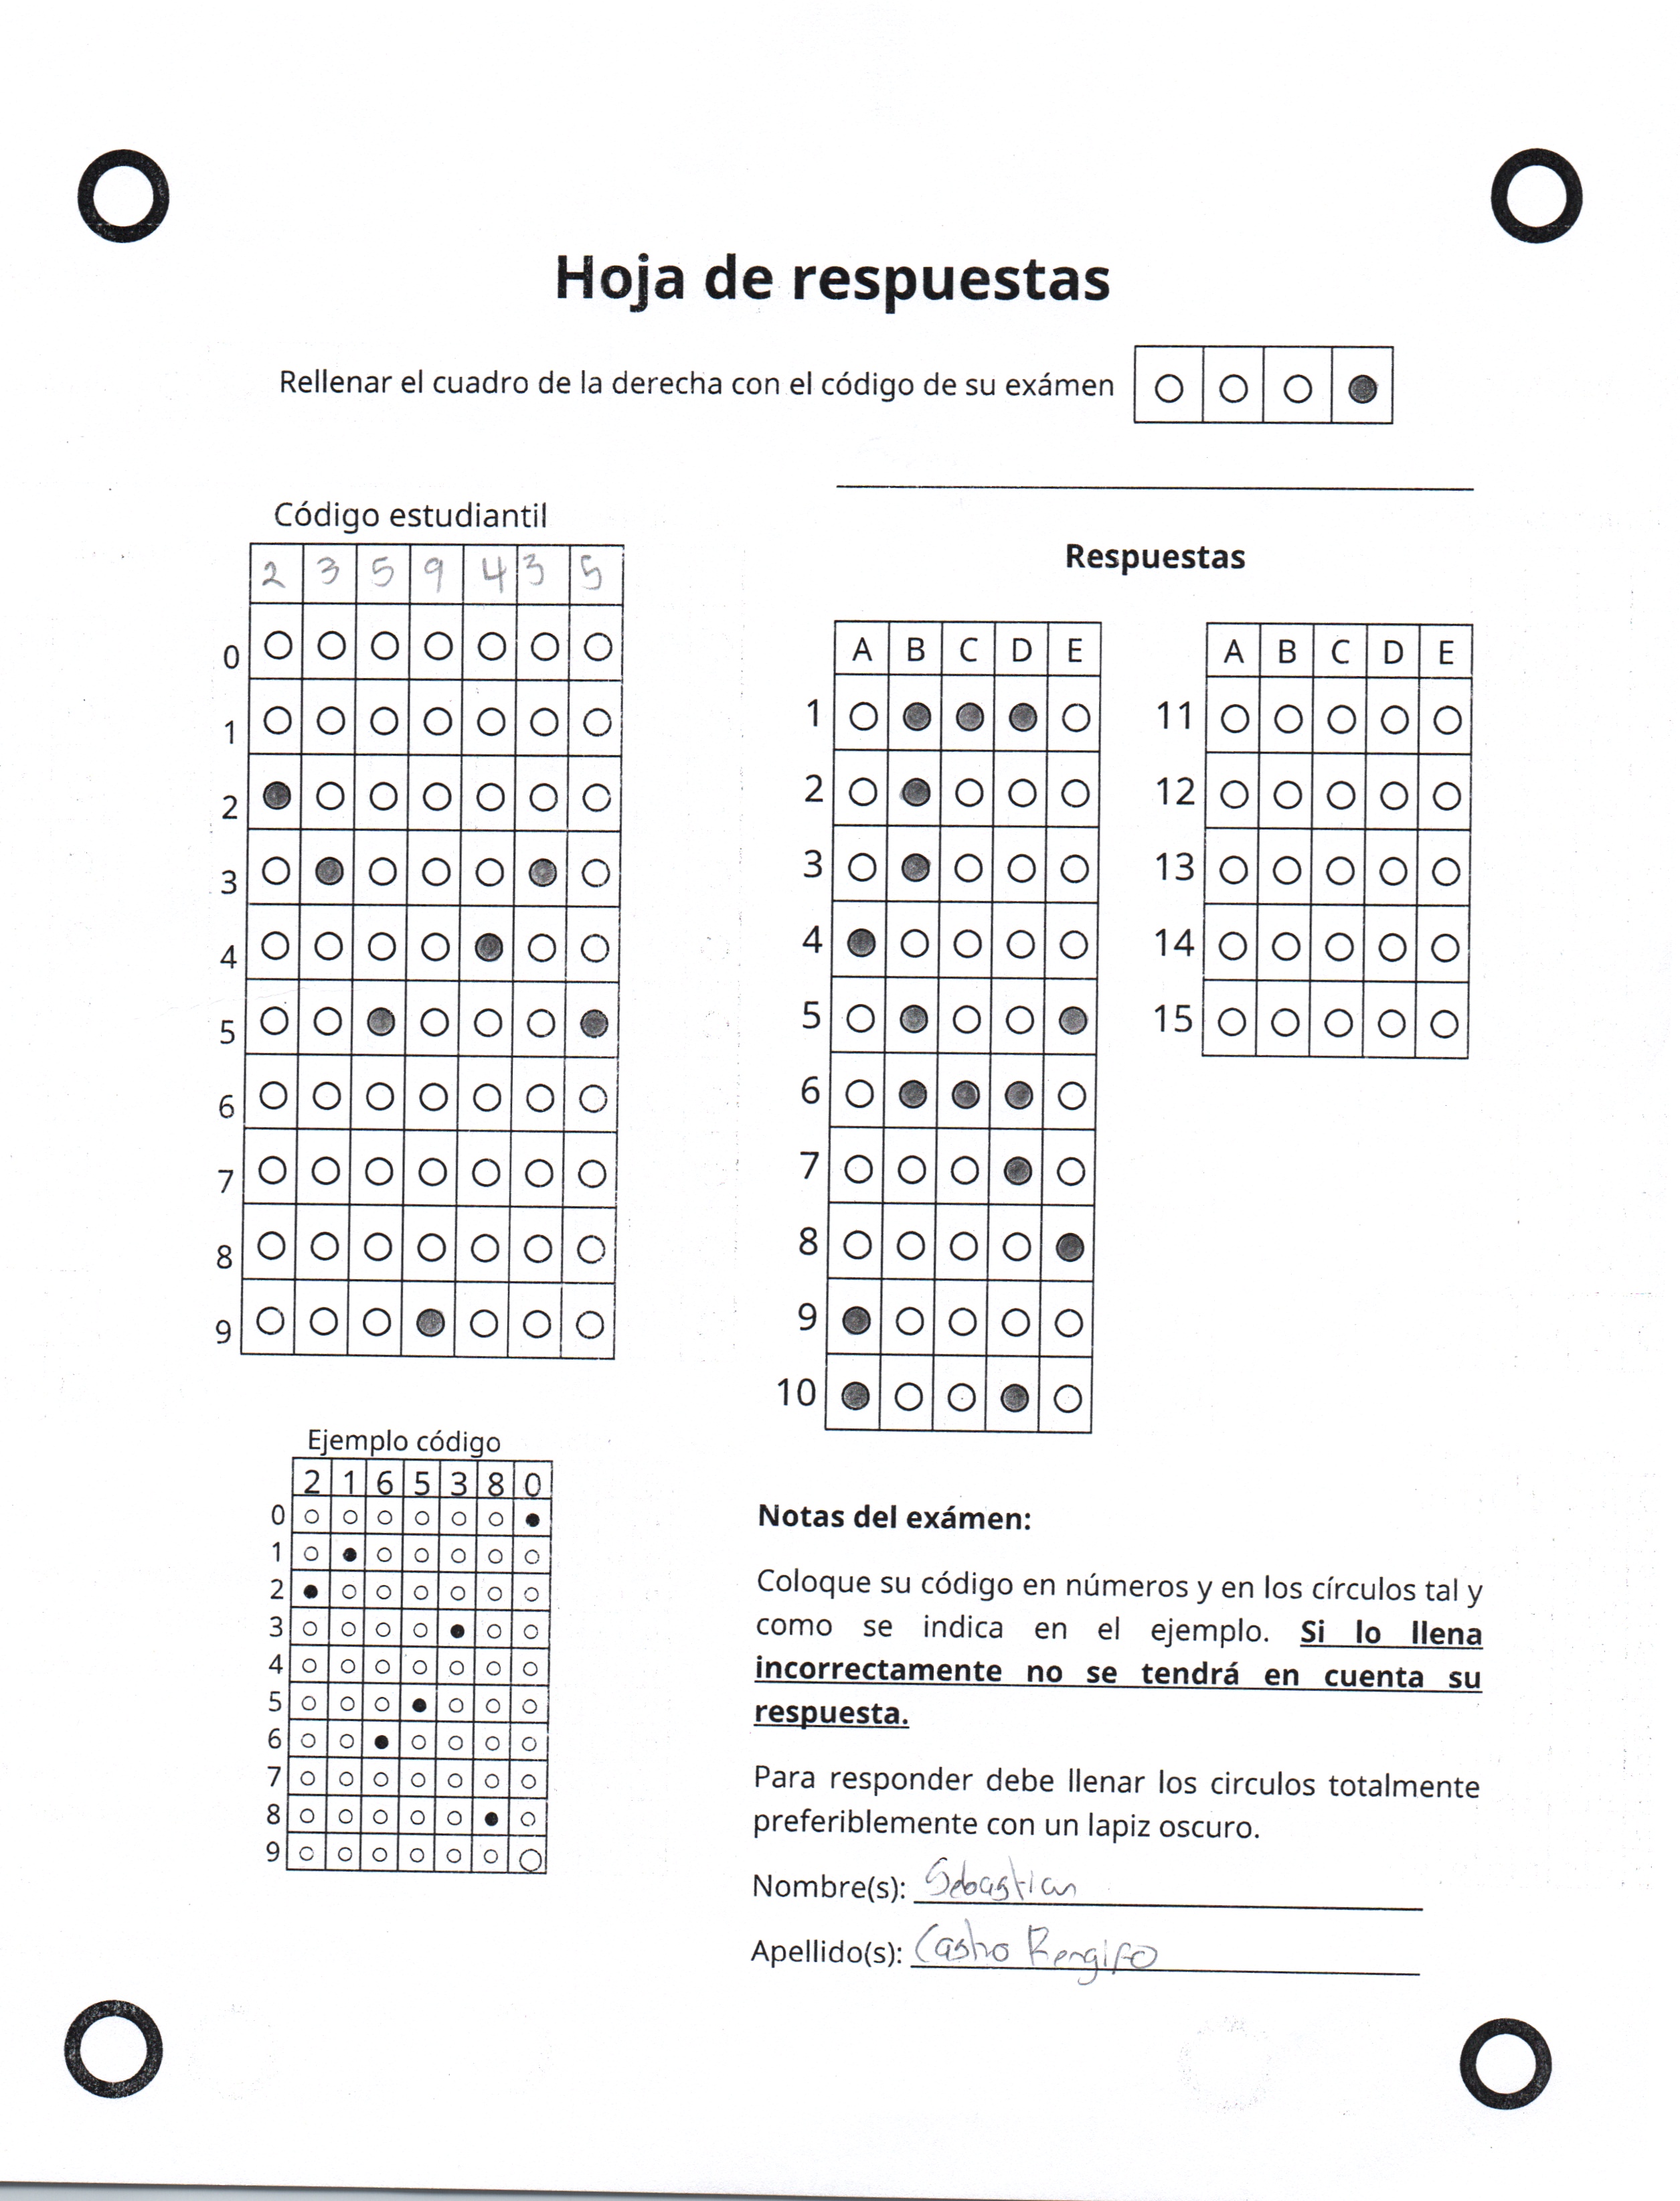 Hoja de respuestas
Rellenar el cuadro de la derecha con el código de su exámen
Código estudiantil
2 3 5 9 4 3 5
0
1
2
3
4
5
6
7
8
9
Respuestas
A B C D E
1
2
3
4
5
6
7
8
9
10
A B C D E
11
12
13
14
15
Ejemplo código
2 1 6 5 3 8 0
0
1
2
3
4
5
6
7
8
9
Notas del exámen:
Coloque su código en números y en los círculos tal y
como se indica en el ejemplo. Si lo llena
incorrectamente no se tendrá en cuenta su
respuesta.
Para responder debe llenar los circulos totalmente
preferiblemente con un lapiz oscuro.
Nombre(s): Sebastian
Apellido(s): Castro Rengifo